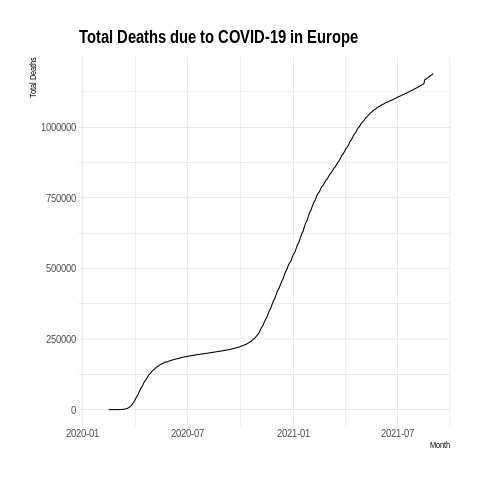 Total Deaths due to COVID-19 in Europe
Total Deaths
1000000
750000
500000
250000
0
2020-01 2020-07 2021-01 2021-07
Month